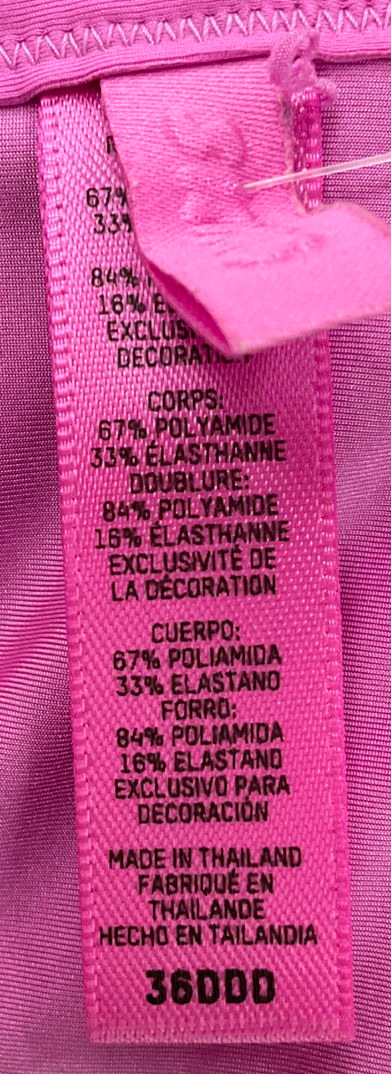 67%
33%
84%
16%
EXCLUS
DECORAT
CORPS:
67% POLYAMIDE
33% ÉLASTHANNE
DOUBLURE:
84% POLYAMIDE
16% ÉLASTHANNE
EXCLUSIVITÉ DE
LA DÉCORATION
CUERPO:
67% POLIAMIDA
33% ELASTANO
FORRO:
84% POLIAMIDA
16% ELASTANO
EXCLUSIVO PARA
DECORACIÓN
MADE IN THAILAND
FABRIQUÉ EN
THAILANDE
HECHO EN TAILANDIA
36DDD